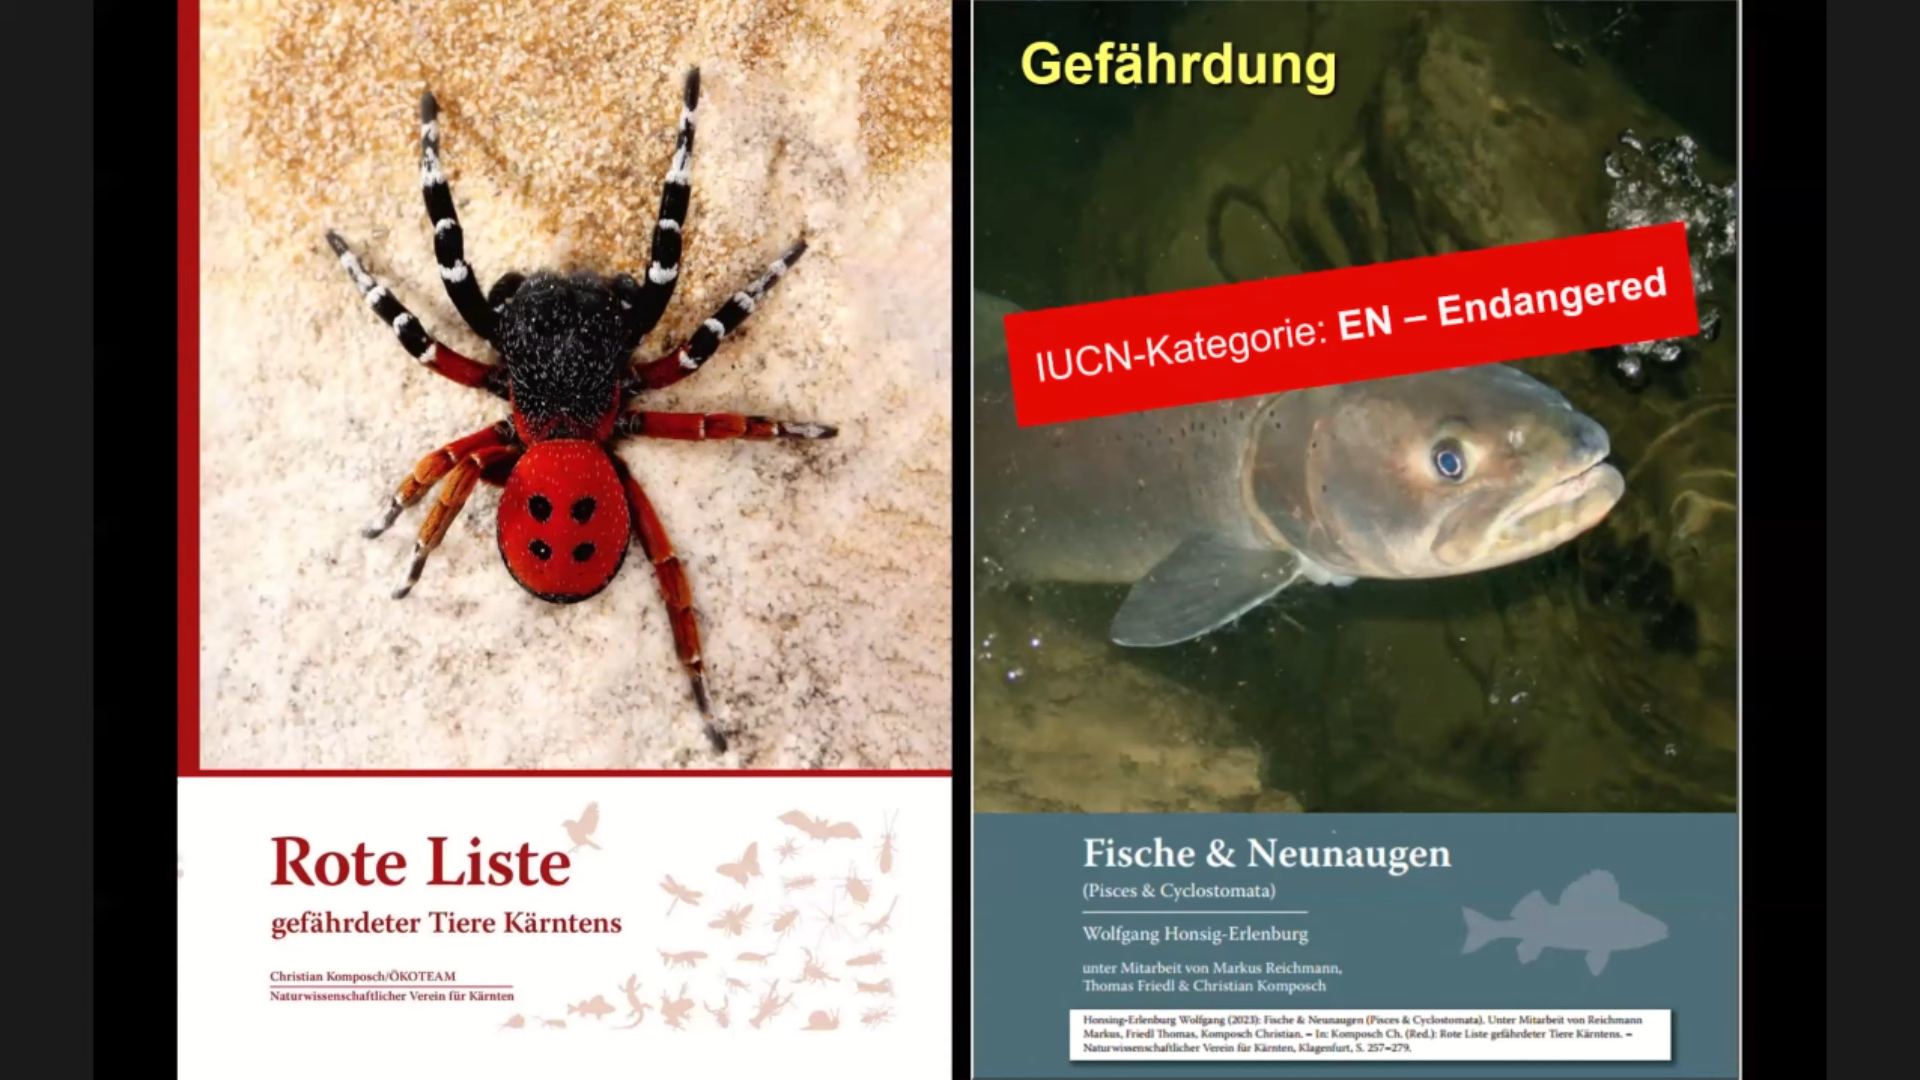 Rote Liste
gefährdeter Tiere Kärntens
Christian Komposch/ÖKOTEAM
Naturwissenschaftlicher Verein für Kärnten
Gefährdung
IUCN-Kategorie: EN – Endangered
Fische & Neunaugen
(Pisces & Cyclostomata)
Wolfgang Honsig-Erlenburg
unter Mitarbeit von Markus Reichmann,
Thomas Friedl & Christian Komposch
Honsing-Erlenburg Wolfgang (2023): Fische & Neunaugen (Pisces & Cyclostomata). Unter Mitarbeit von Reichmann
Markus, Friedl Thomas, Komposch Christian. – In: Komposch Ch. (Red.): Rote Liste gefährdeter Tiere Kärntens. –
Naturwissenschaftlicher Verein für Kärnten, Klagenfurt, S. 257–279.